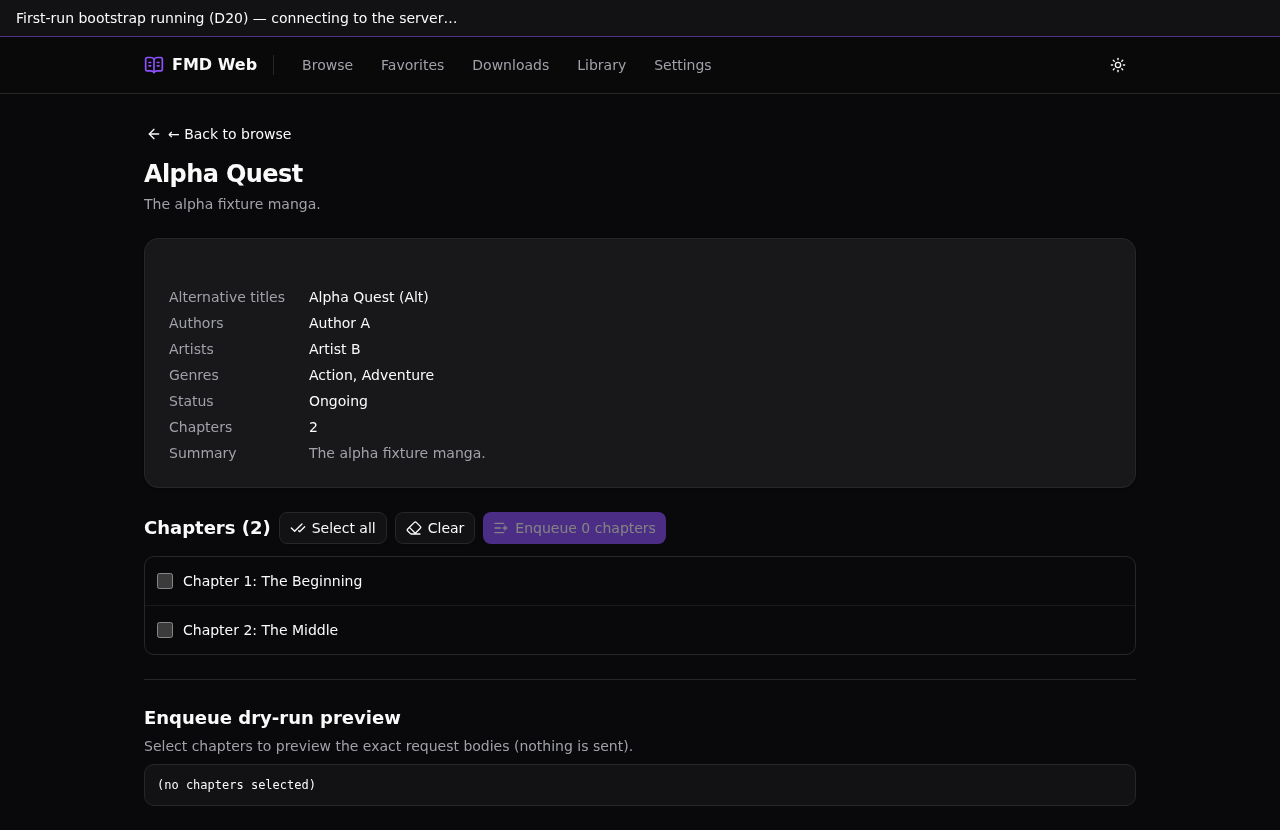 First-run bootstrap running (D20) — connecting to the server…
FMD Web Browse Favorites Downloads Library Settings
← Back to browse
Alpha Quest
The alpha fixture manga.
Alternative titles Alpha Quest (Alt)
Authors Author A
Artists Artist B
Genres Action, Adventure
Status Ongoing
Chapters 2
Summary The alpha fixture manga.
Chapters (2) Select all Clear Enqueue 0 chapters
Chapter 1: The Beginning
Chapter 2: The Middle
Enqueue dry-run preview
Select chapters to preview the exact request bodies (nothing is sent).
(no chapters selected)